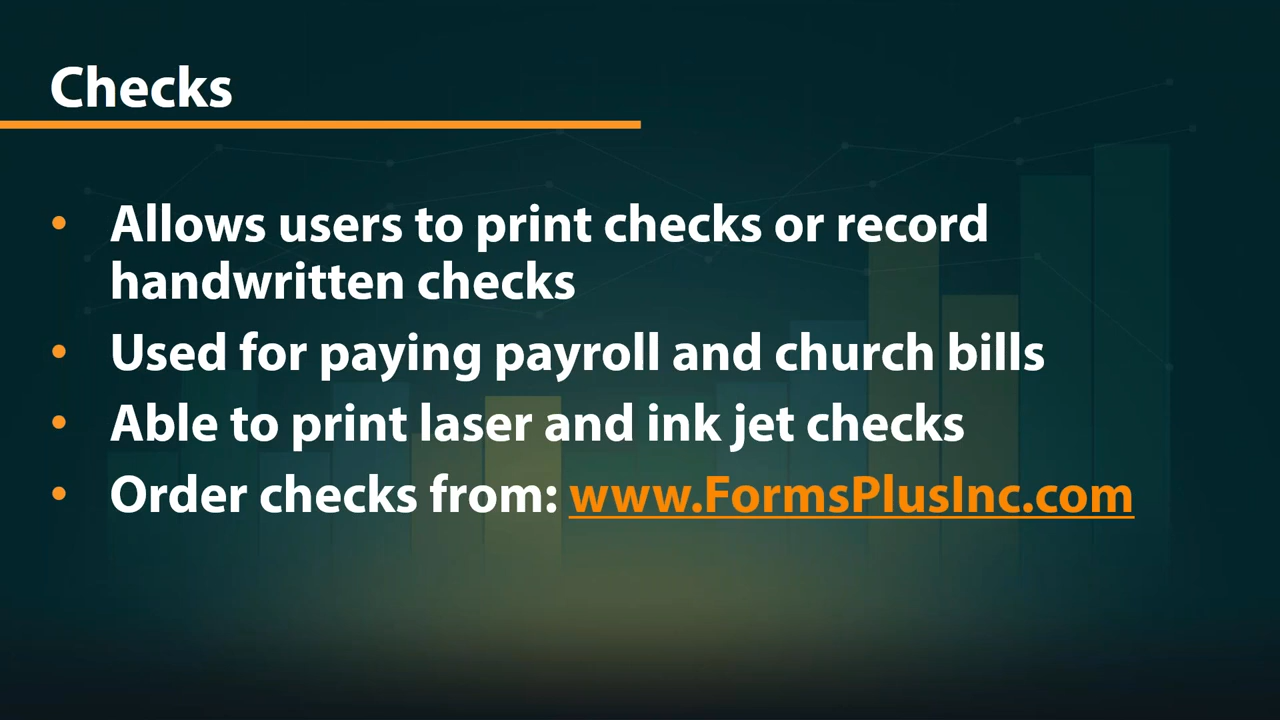 Checks
• Allows users to print checks or record
handwritten checks
• Used for paying payroll and church bills
• Able to print laser and ink jet checks
• Order checks from: www.FormsPlusInc.com